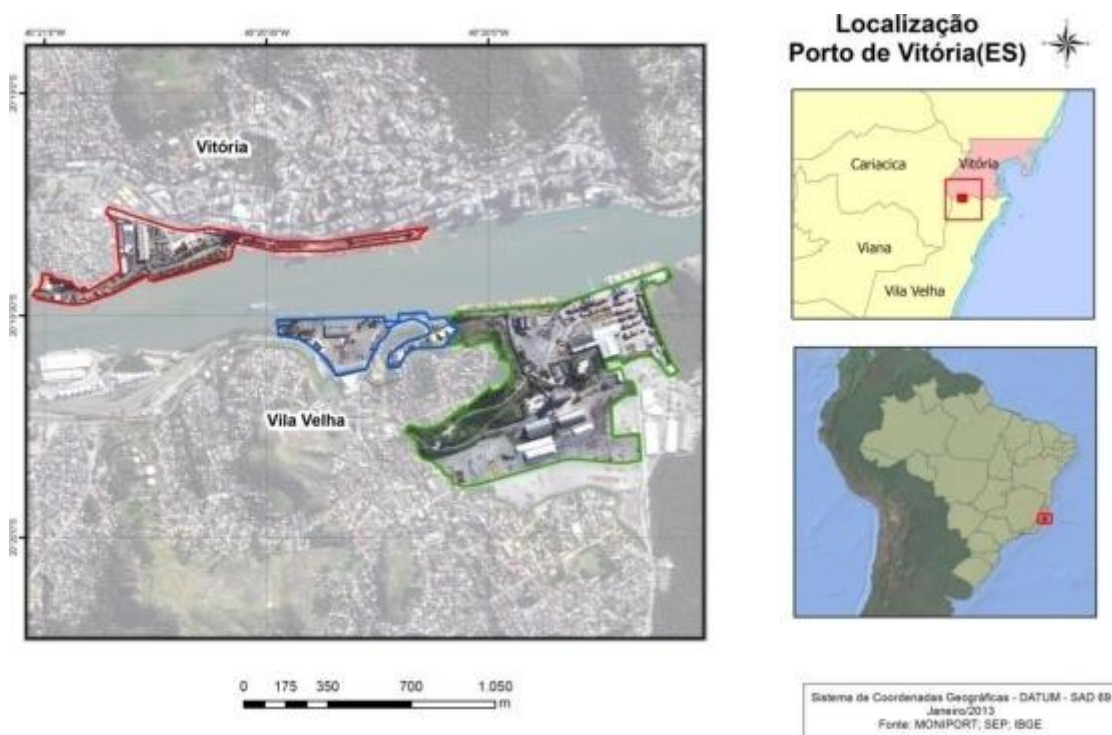 Localização
Porto de Vitória(ES)
Vitória
Vila Velha
Cariacica
Vitória
Viana
Vila Velha
0 175 350 700 1.050
m
Sistema de Coordenadas Geográficas - DATUM - SAD 69
Janeiro/2013
Fonte: MONIPORT; SEP; IBGE